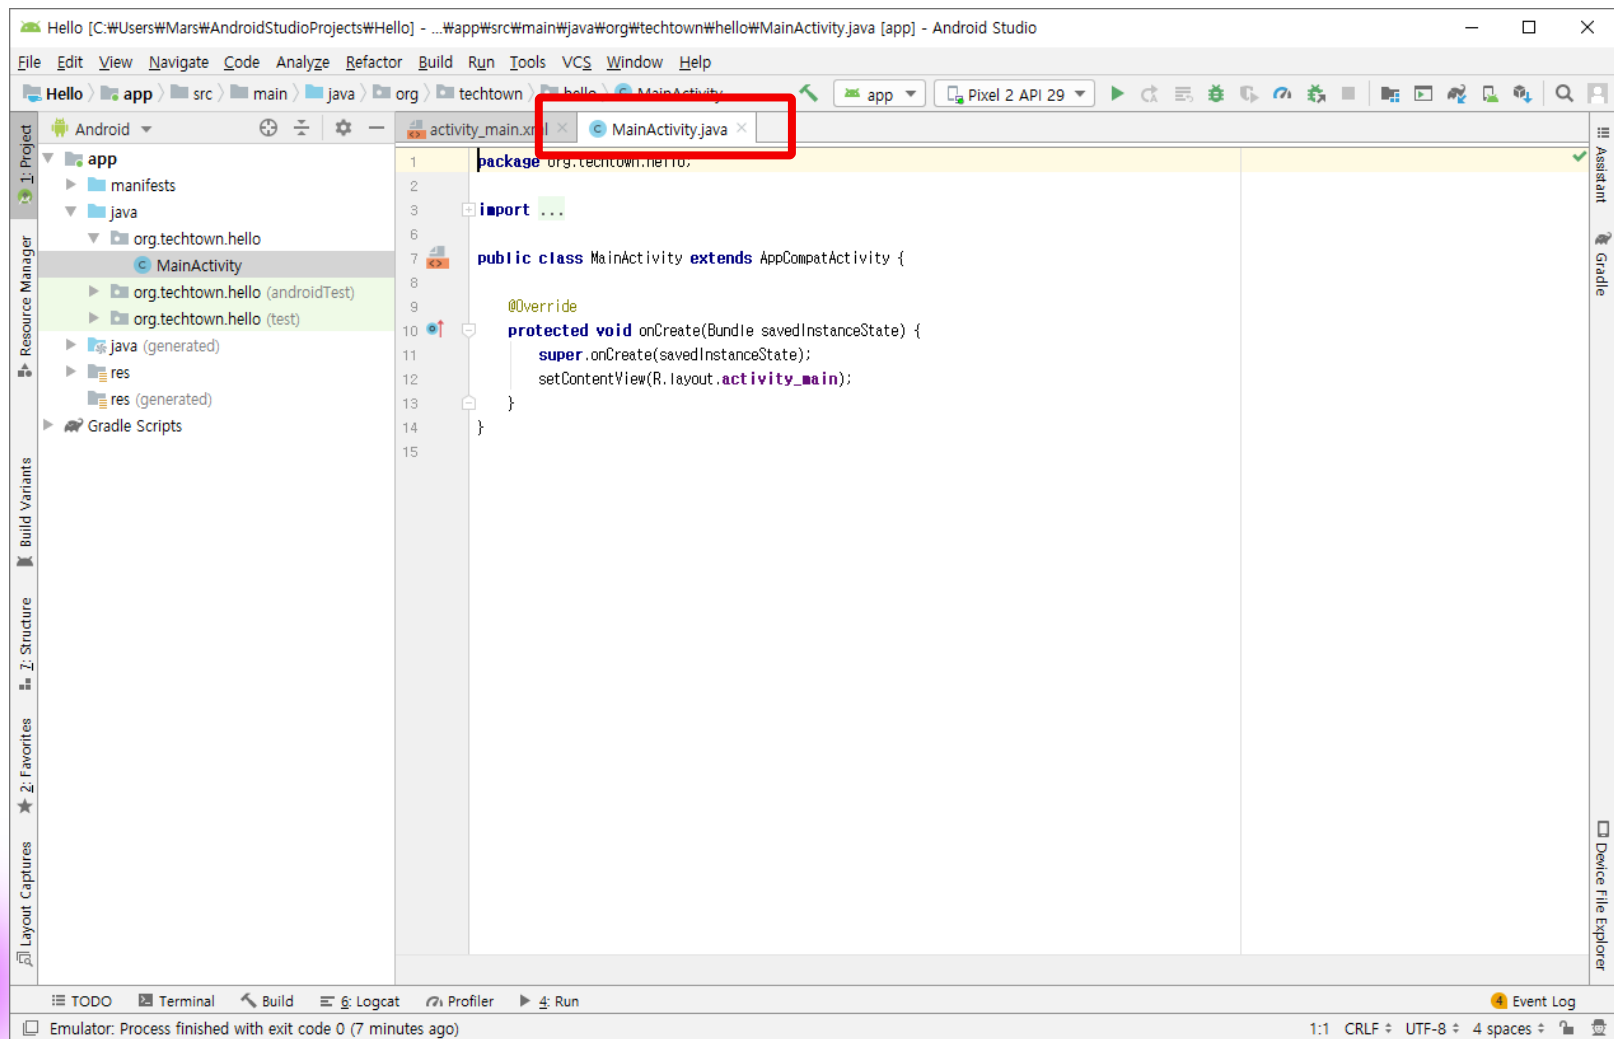 Hello [C:₩Users₩Mars₩AndroidStudioProjects₩Hello] - ...₩app₩src₩main₩java₩org₩techtown₩hello₩MainActivity.java [app] - Android Studio
File Edit View Navigate Code Analyze Refactor Build Run Tools VCS Window Help
Hello app src main java org techtown hello MainActivity app Pixel 2 API 29
Android
activity_main.xml MainActivity.java
app
manifests
java
org.techtown.hello
MainActivity
org.techtown.hello (androidTest)
org.techtown.hello (test)
java (generated)
res
res (generated)
Gradle Scripts
1 package org.techtown.hello;
2
3 import ...
6
7 public class MainActivity extends AppCompatActivity {
8
9 @Override
10 protected void onCreate(Bundle savedInstanceState) {
11 super.onCreate(savedInstanceState);
12 setContentView(R.layout.activity_main);
13 }
14 }
15
1: Project
Resource Manager
Build Variants
Z: Structure
2: Favorites
Layout Captures
Assistant
Gradle
Device File Explorer
TODO Terminal Build 6: Logcat Profiler 4: Run 4 Event Log
Emulator: Process finished with exit code 0 (7 minutes ago) 1:1 CRLF UTF-8 4 spaces